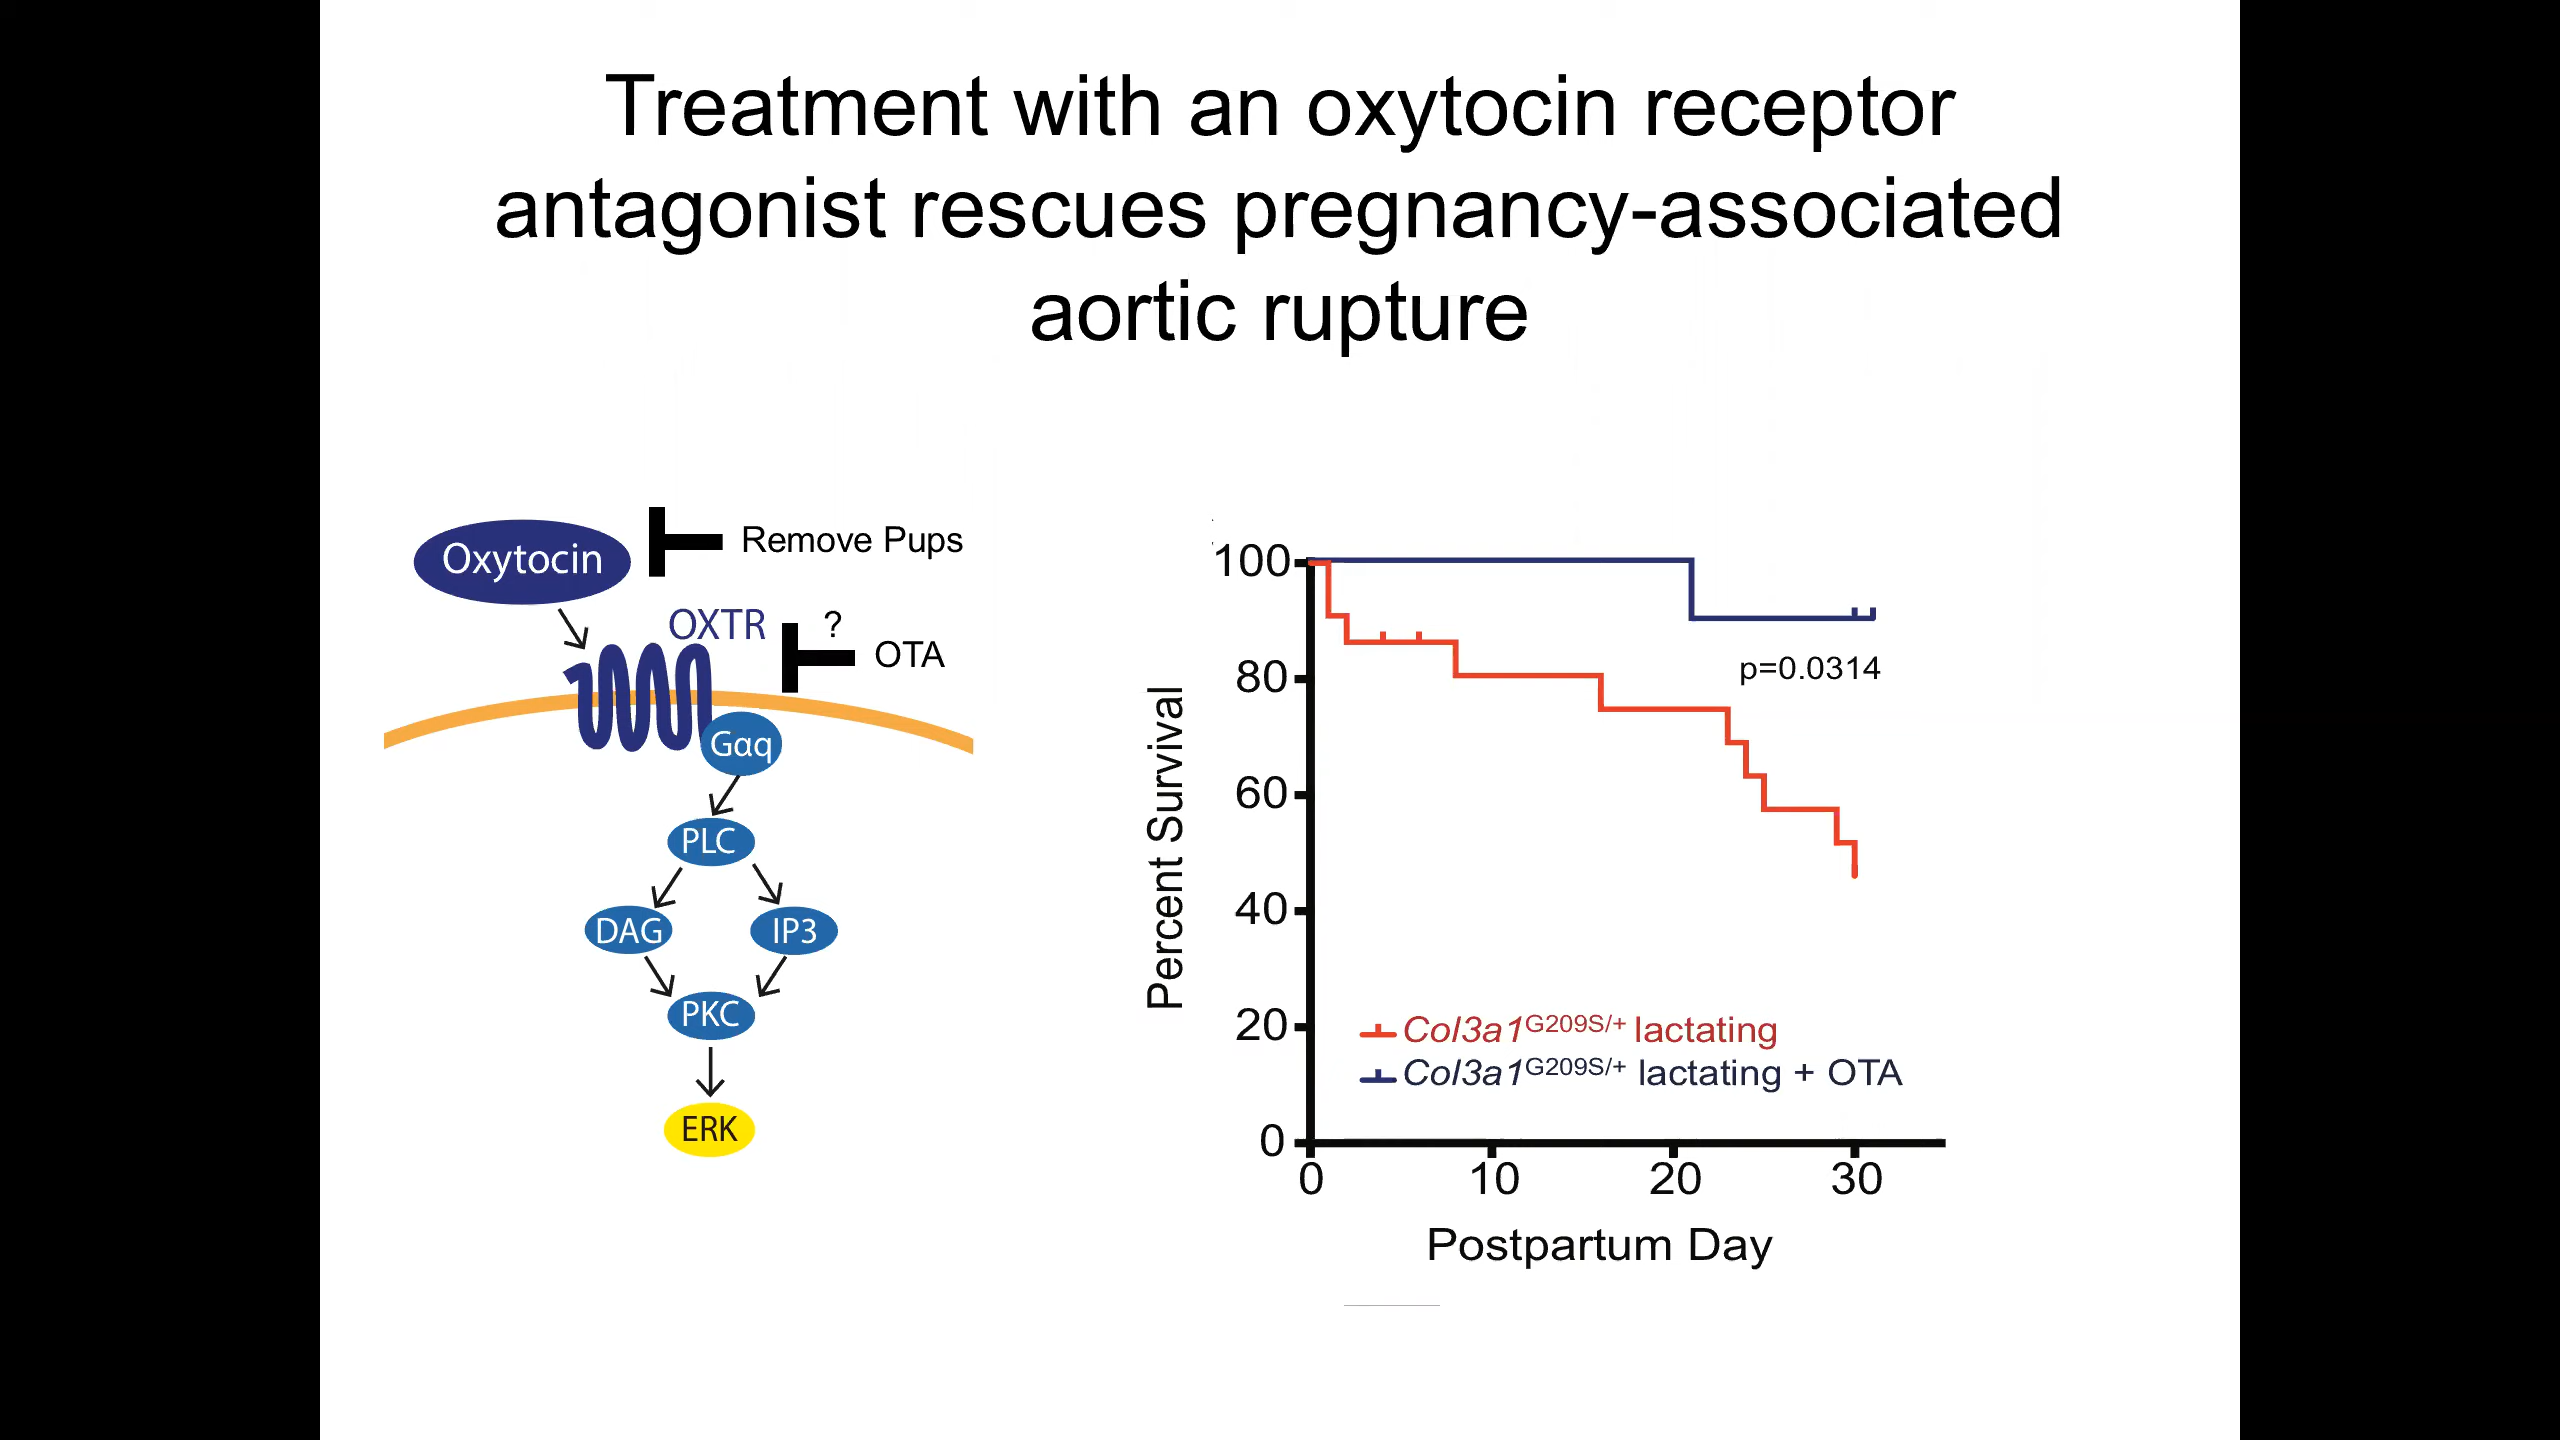 Treatment with an oxytocin receptor
antagonist rescues pregnancy-associated
aortic rupture
Oxytocin
Remove Pups
OXTR
?
OTA
Gαq
PLC
DAG
IP3
PKC
ERK
Percent Survival
100
80
60
40
20
0
0
10
20
30
Postpartum Day
p=0.0314
Col3a1G209S/+ lactating
Col3a1G209S/+ lactating + OTA